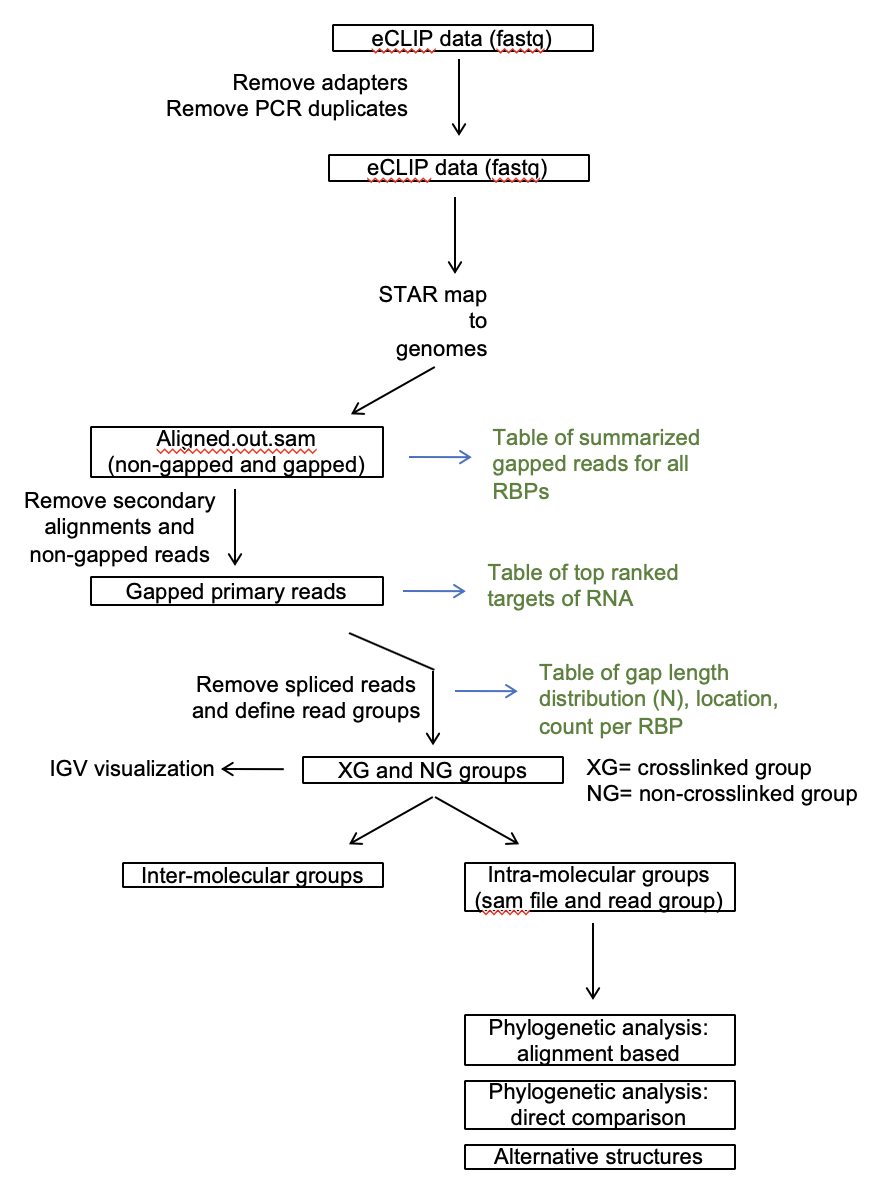 eCLIP data (fastq)
Remove adapters
Remove PCR duplicates
eCLIP data (fastq)
STAR map
to
genomes
Aligned.out.sam
(non-gapped and gapped)
Table of summarized
gapped reads for all
RBPs
Remove secondary
alignments and
non-gapped reads
Gapped primary reads
Table of top ranked
targets of RNA
Remove spliced reads
and define read groups
Table of gap length
distribution (N), location,
count per RBP
IGV visualization
XG and NG groups
XG= crosslinked group
NG= non-crosslinked group
Inter-molecular groups
Intra-molecular groups
(sam file and read group)
Phylogenetic analysis:
alignment based
Phylogenetic analysis:
direct comparison
Alternative structures